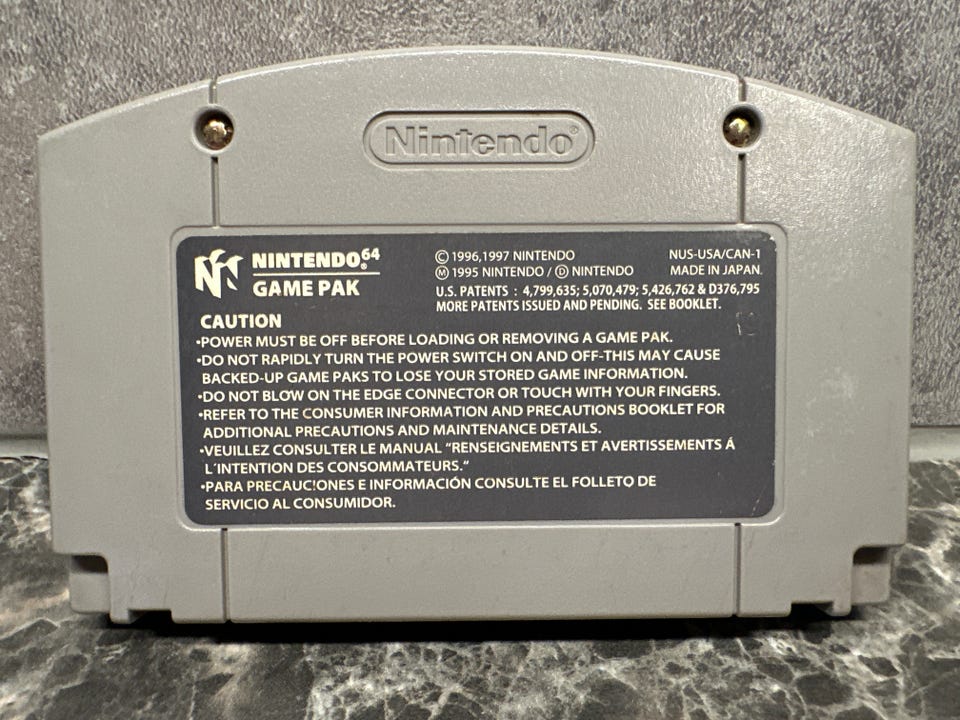 Nintendo®
NINTENDO®64
GAME PAK
© 1996,1997 NINTENDO
Ⓜ 1995 NINTENDO / Ⓓ NINTENDO
NUS-USA/CAN-1
MADE IN JAPAN.
U.S. PATENTS : 4,799,635; 5,070,479; 5,426,762 & D376,795
MORE PATENTS ISSUED AND PENDING. SEE BOOKLET.
CAUTION
•POWER MUST BE OFF BEFORE LOADING OR REMOVING A GAME PAK.
•DO NOT RAPIDLY TURN THE POWER SWITCH ON AND OFF-THIS MAY CAUSE
BACKED-UP GAME PAKS TO LOSE YOUR STORED GAME INFORMATION.
•DO NOT BLOW ON THE EDGE CONNECTOR OR TOUCH WITH YOUR FINGERS.
•REFER TO THE CONSUMER INFORMATION AND PRECAUTIONS BOOKLET FOR
ADDITIONAL PRECAUTIONS AND MAINTENANCE DETAILS.
•VEUILLEZ CONSULTER LE MANUAL "RENSEIGNEMENTS ET AVERTISSEMENTS Á
L'INTENTION DES CONSOMMATEURS."
•PARA PRECAUCIONES E INFORMACIÓN CONSULTE EL FOLLETO DE
SERVICIO AL CONSUMIDOR.